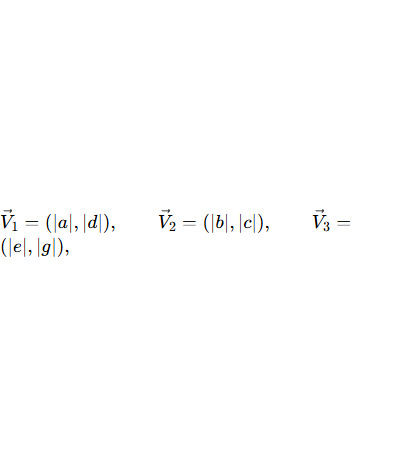 V⃗₁ = (|a|, |d|), V⃗₂ = (|b|, |c|), V⃗₃ =
(|e|, |g|),